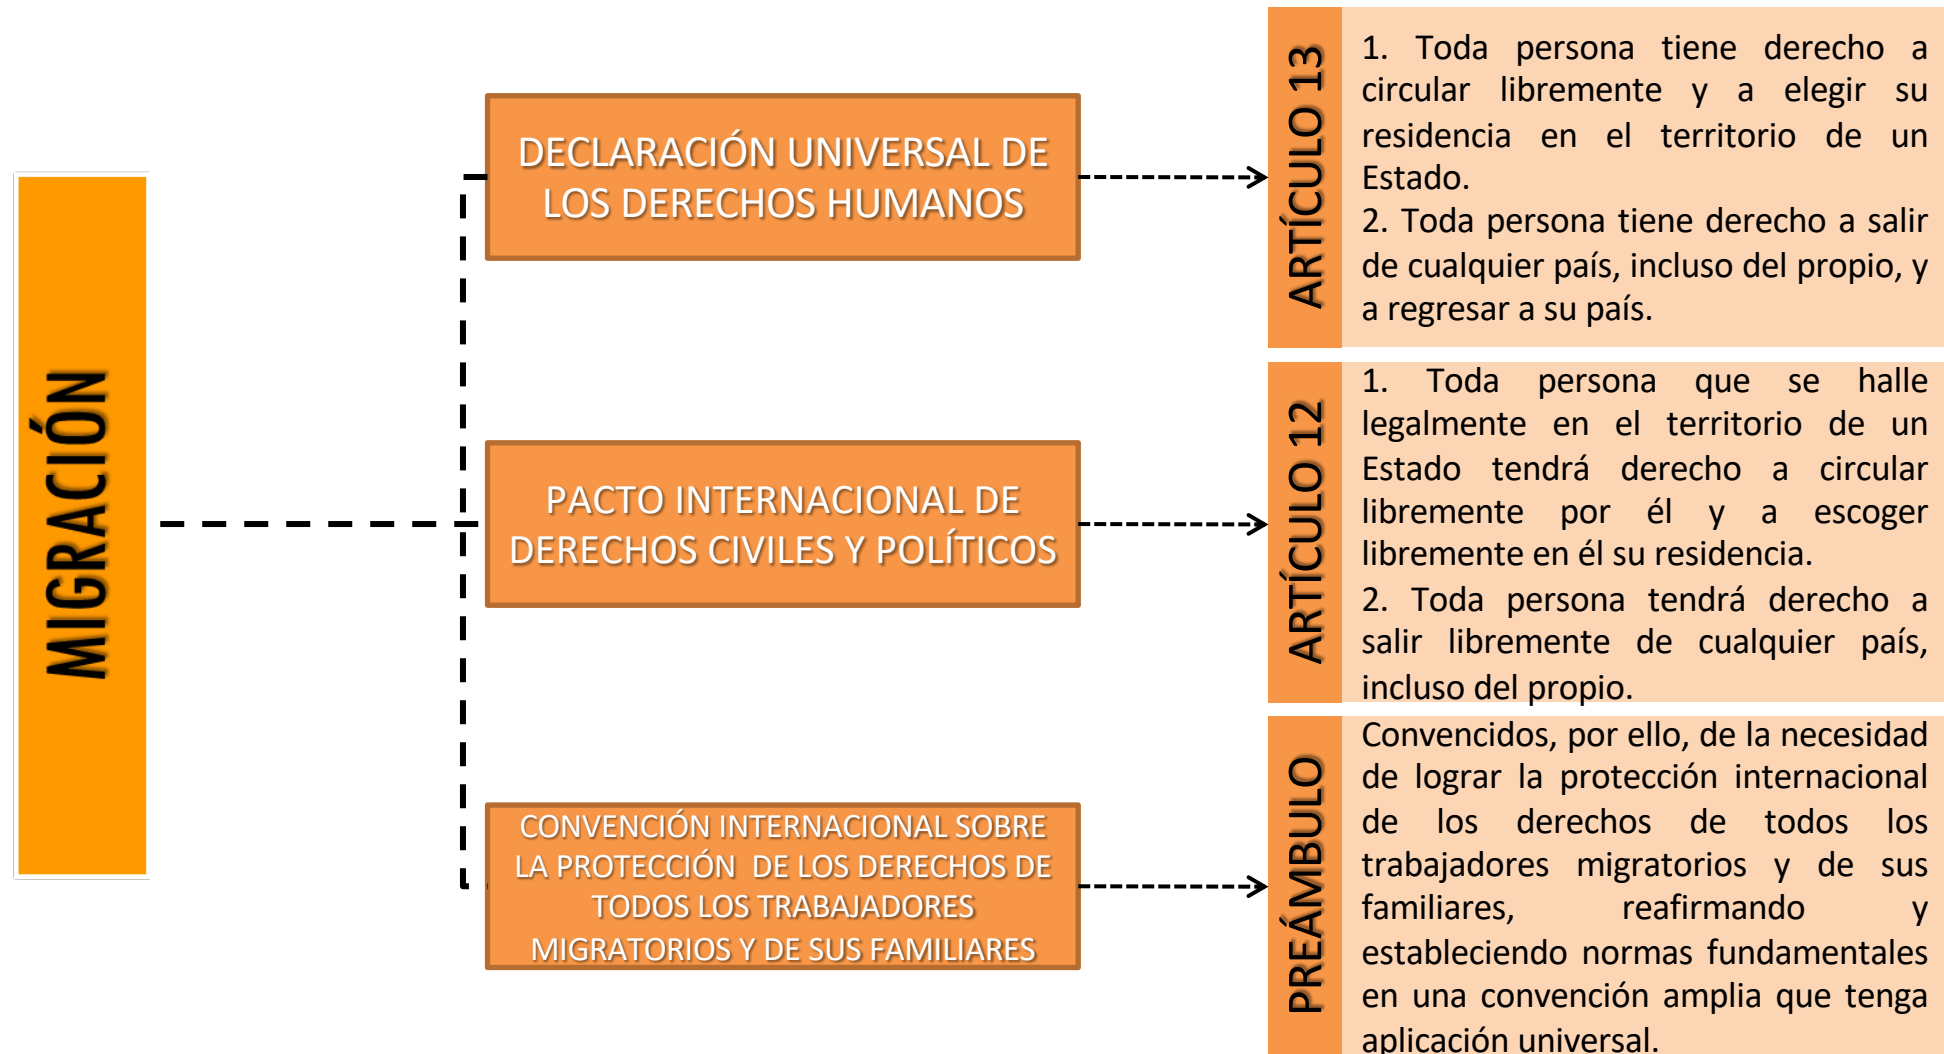 MIGRACIÓN
DECLARACIÓN UNIVERSAL DE
LOS DERECHOS HUMANOS
ARTÍCULO 13
1. Toda persona tiene derecho a
circular libremente y a elegir su
residencia en el territorio de un
Estado.
2. Toda persona tiene derecho a salir
de cualquier país, incluso del propio, y
a regresar a su país.
PACTO INTERNACIONAL DE
DERECHOS CIVILES Y POLÍTICOS
ARTÍCULO 12
1. Toda persona que se halle
legalmente en el territorio de un
Estado tendrá derecho a circular
libremente por él y a escoger
libremente en él su residencia.
2. Toda persona tendrá derecho a
salir libremente de cualquier país,
incluso del propio.
CONVENCIÓN INTERNACIONAL SOBRE
LA PROTECCIÓN DE LOS DERECHOS DE
TODOS LOS TRABAJADORES
MIGRATORIOS Y DE SUS FAMILIARES
PREÁMBULO
Convencidos, por ello, de la necesidad
de lograr la protección internacional
de los derechos de todos los
trabajadores migratorios y de sus
familiares, reafirmando y
estableciendo normas fundamentales
en una convención amplia que tenga
aplicación universal.